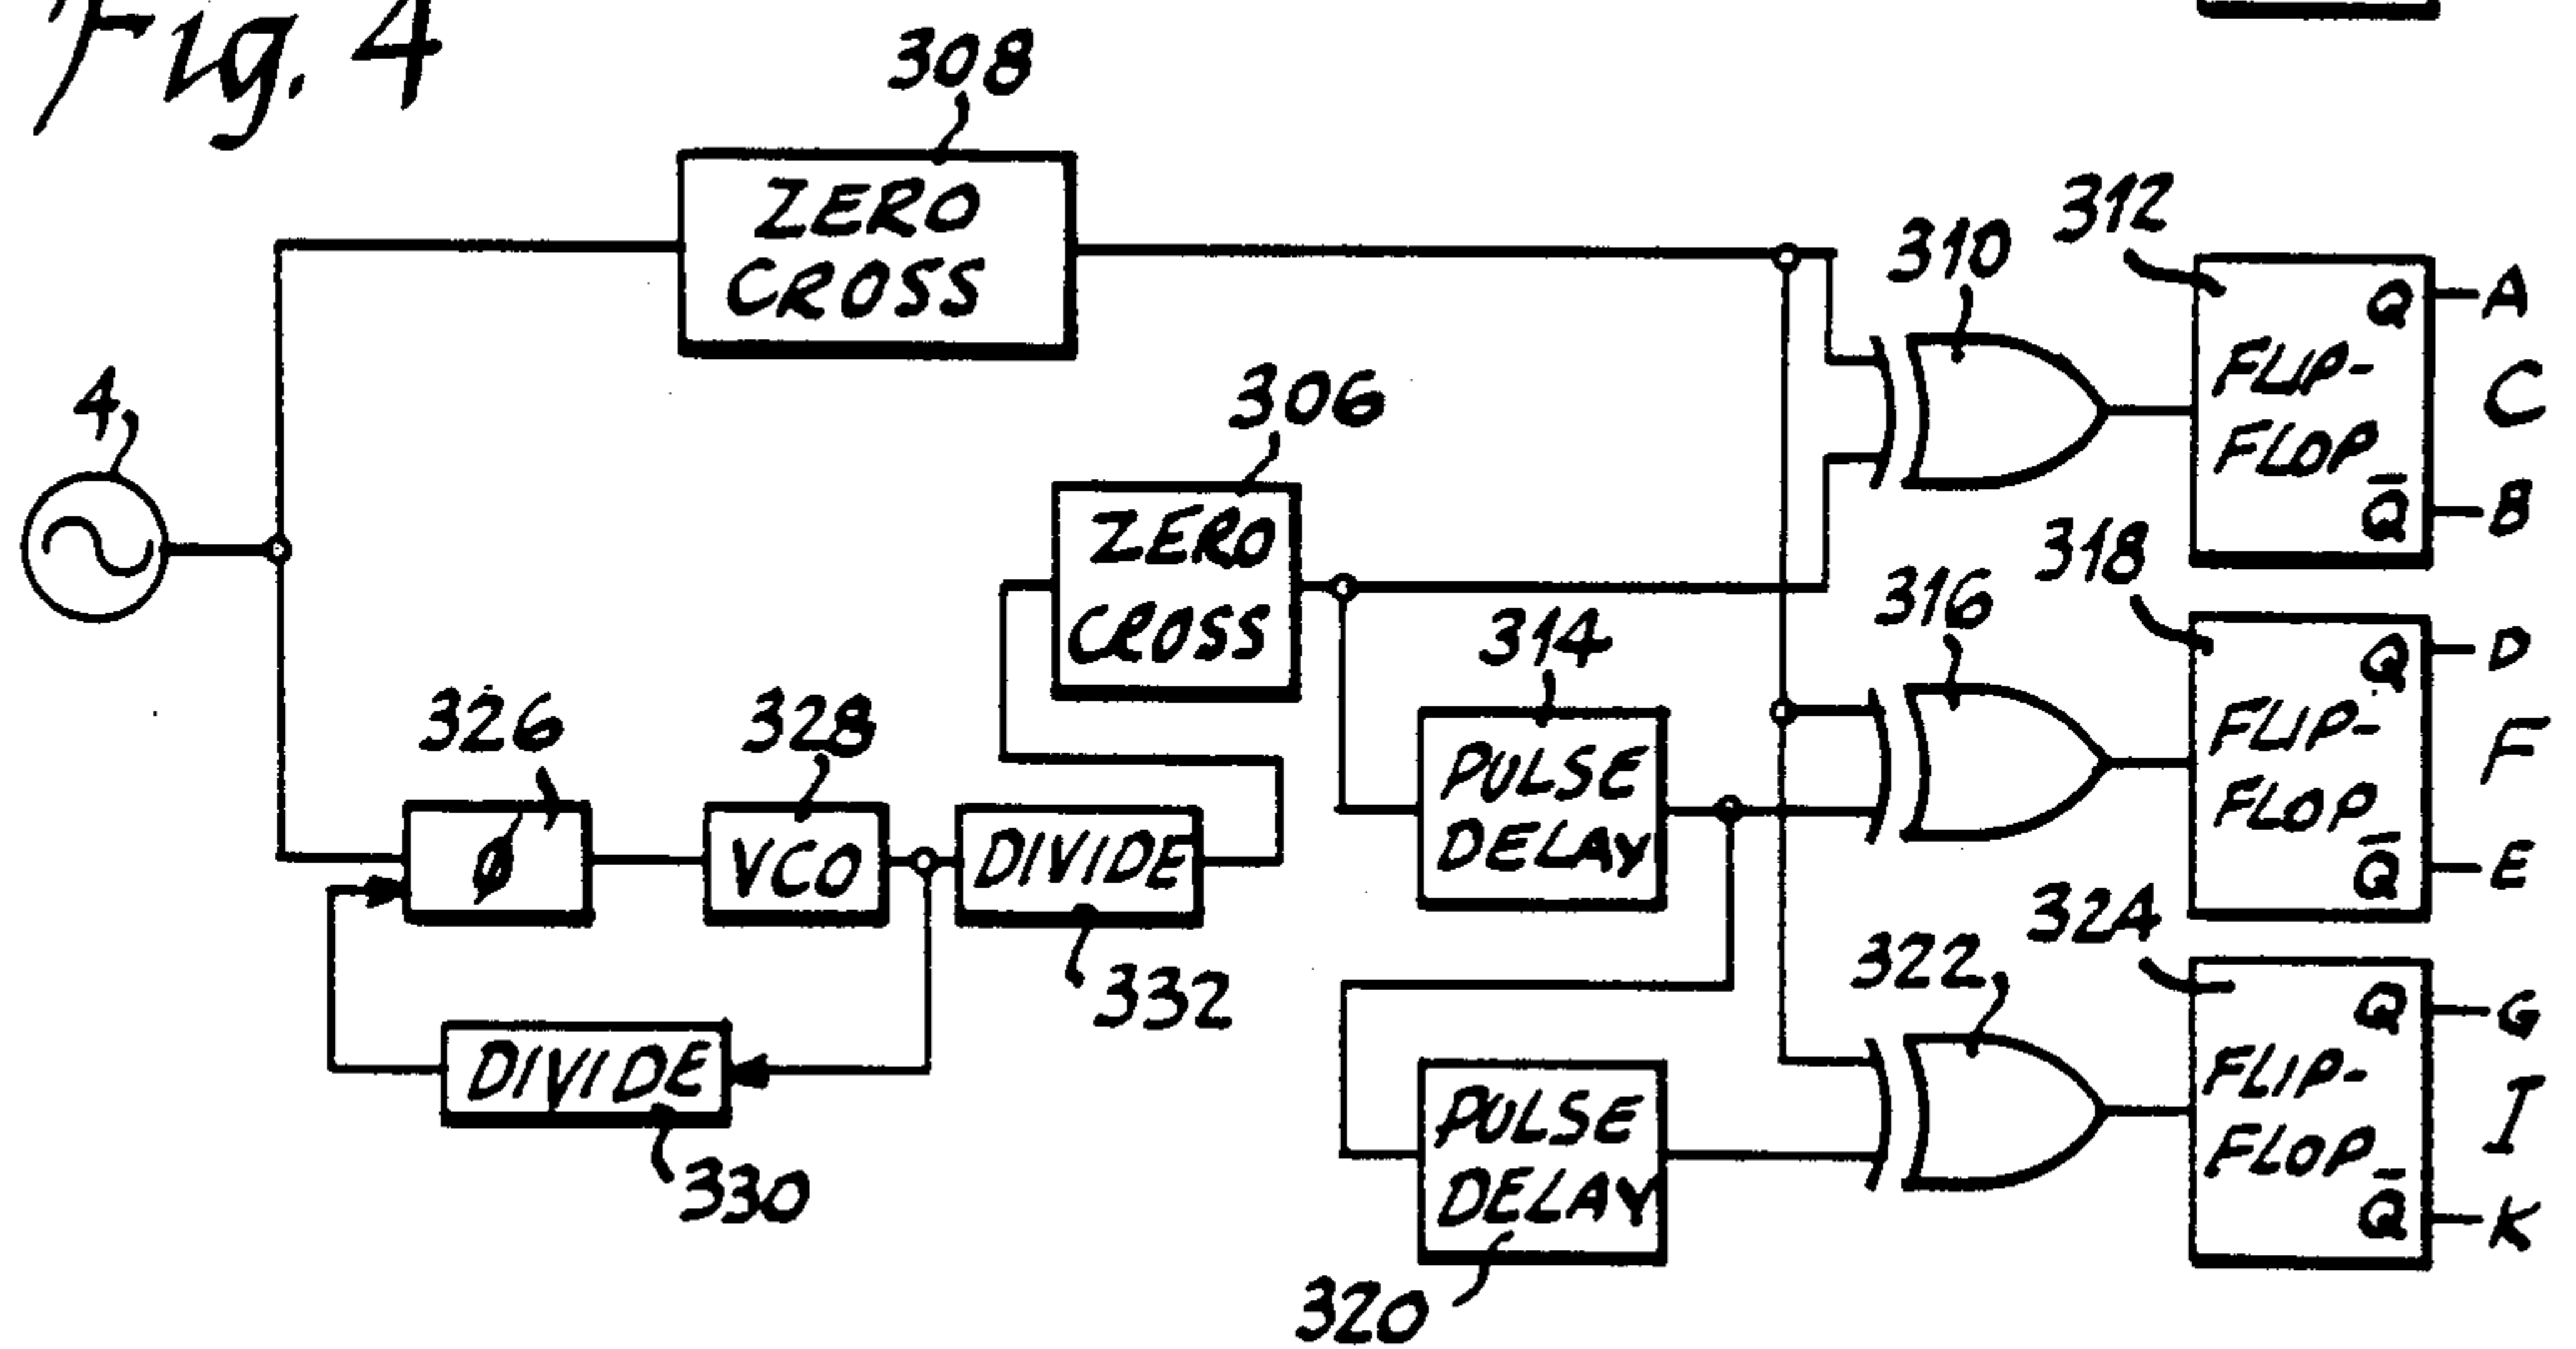 Fig. 4
308
ZERO
CROSS
312
310
Q A
FLIP-
FLOP
C
Q̅ B
4
306
ZERO
CROSS
318
316
314
Q D
FLIP-
FLOP
F
Q̅ E
326
328
PULSE
DELAY
ø
VCO
DIVIDE
332
324
322
Q G
FLIP-
FLOP
I
Q̅ K
DIVIDE
330
PULSE
DELAY
320